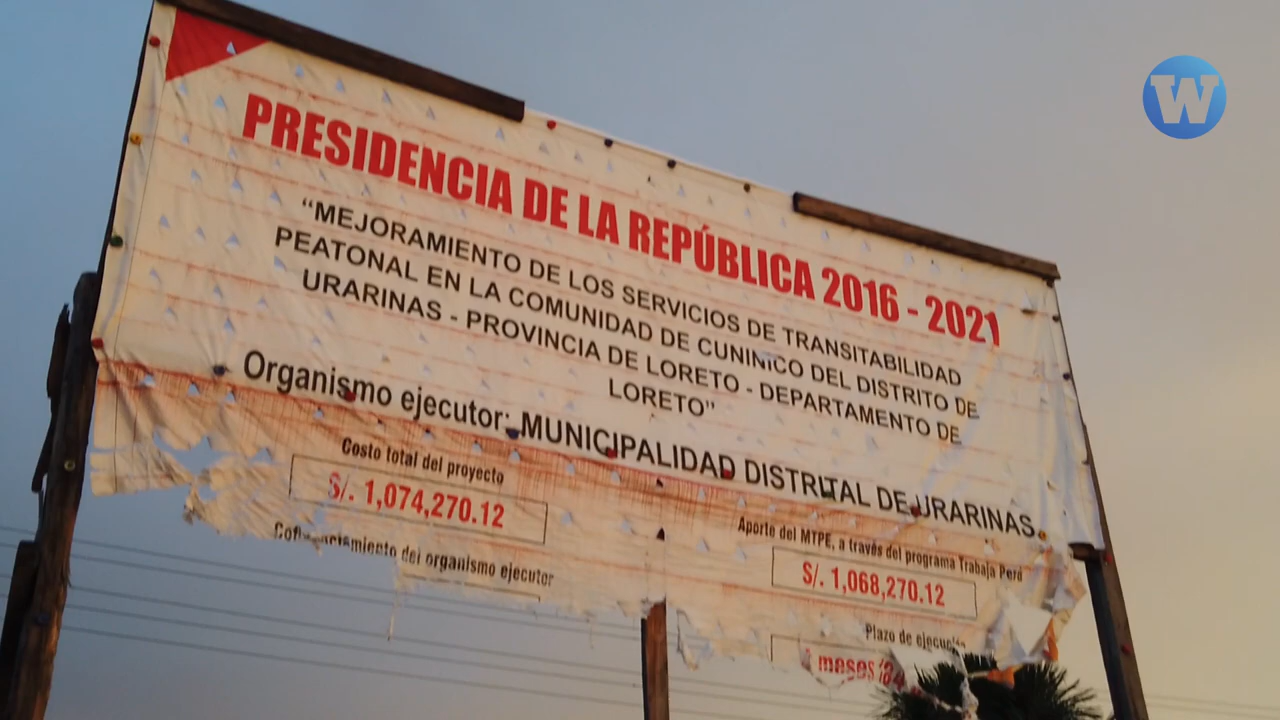 W
PRESIDENCIA DE LA REPÚBLICA 2016 - 2021
“MEJORAMIENTO DE LOS SERVICIOS DE TRANSITABILIDAD
PEATONAL EN LA COMUNIDAD DE CUNINICO DEL DISTRITO DE
URARINAS - PROVINCIA DE LORETO - DEPARTAMENTO DE
LORETO”
Organismo ejecutor: MUNICIPALIDAD DISTRITAL DE URARINAS.
Costo total del proyecto
S/. 1,074,270.12
Cofinanciamiento del organismo ejecutor
Aporte del MTPE, a través del programa Trabaja Perú
S/. 1,068,270.12
Plazo de ejecución
meses